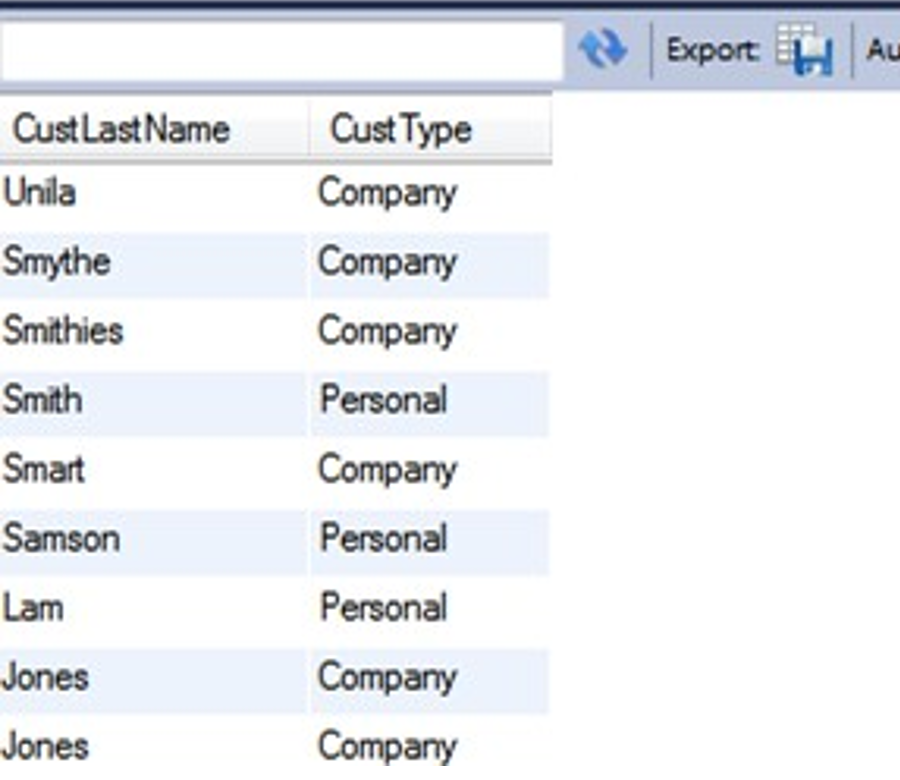 Export: Au
CustLastName CustType
Unila Company
Smythe Company
Smithies Company
Smith Personal
Smart Company
Samson Personal
Lam Personal
Jones Company
Jones Company